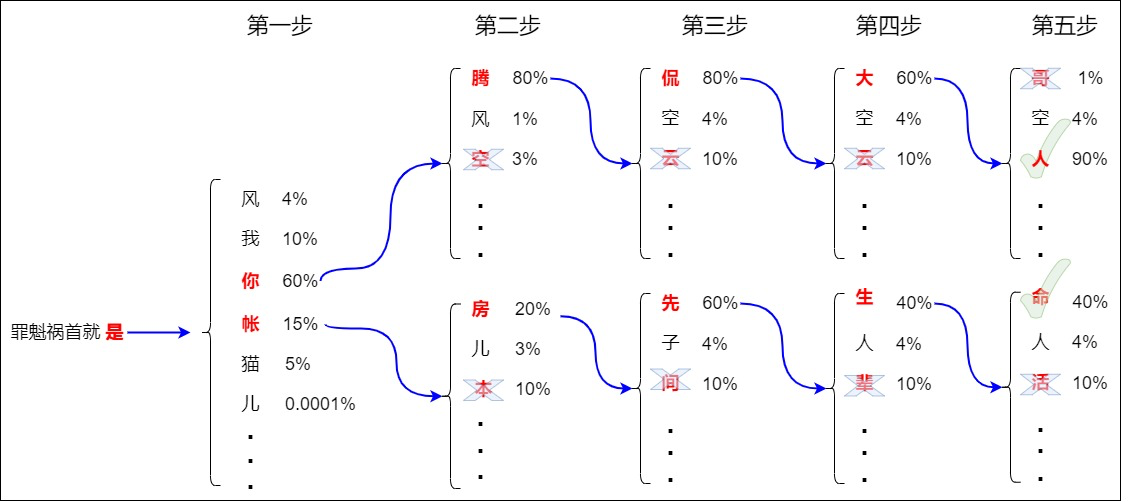 第一步 第二步 第三步 第四步 第五步
罪魁祸首就 是
风 4%
我 10%
你 60%
帐 15%
猫 5%
儿 0.0001%
腾 80%
风 1%
空 3%
房 20%
儿 3%
本 10%
侃 80%
空 4%
云 10%
先 60%
子 4%
间 10%
大 60%
空 4%
云 10%
生 40%
人 4%
辈 10%
哥 1%
空 4%
人 90%
命 40%
人 4%
活 10%